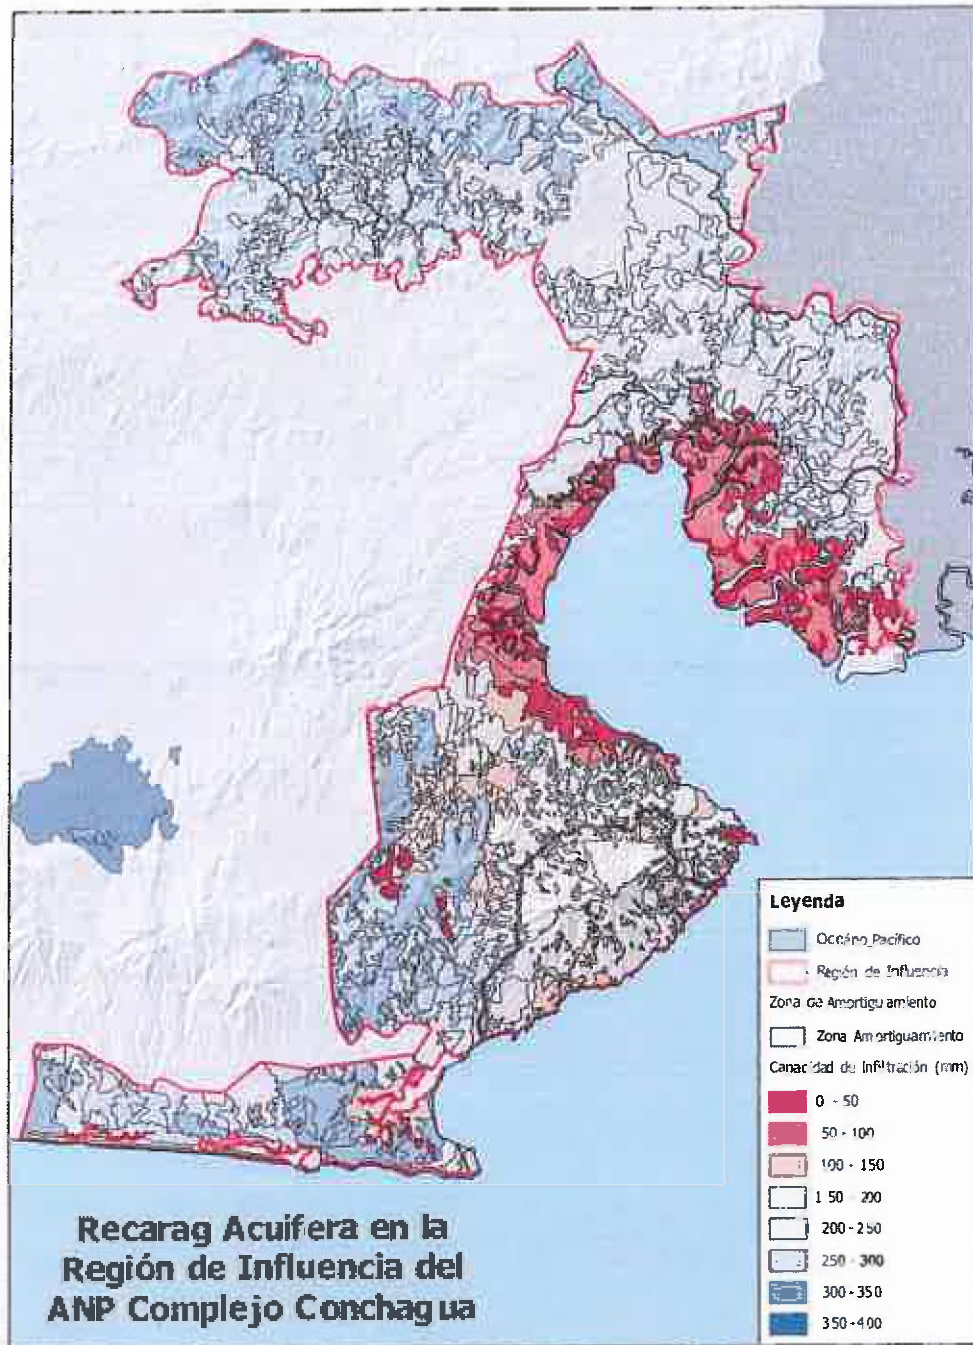 Leyenda
Océano_Pacífico
Región de Influencia
Zona de Amortiguamiento
Zona Amortiguamiento
Capacidad de Infiltración (mm)
0 - 50
50 - 100
100 - 150
150 - 200
200 - 250
250 - 300
300 - 350
350 - 400
Recarag Acuifera en la
Región de Influencia del
ANP Complejo Conchagua